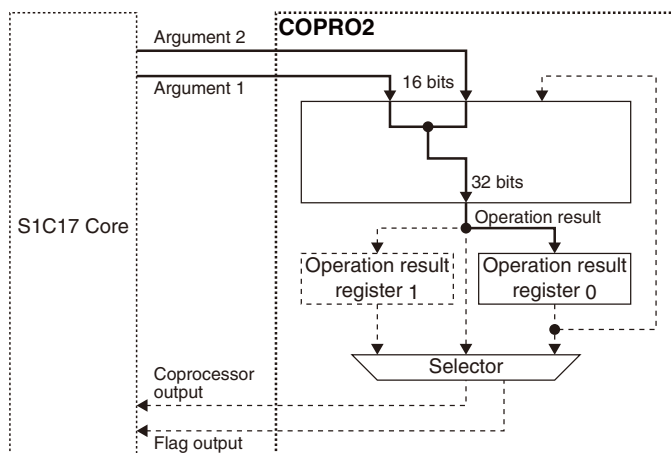 COPRO2
Argument 2
16 bits
Argument 1
32 bits
S1C17 Core
Operation result
Operation result
register 1
Operation result
register 0
Selector
Coprocessor
output
Flag output